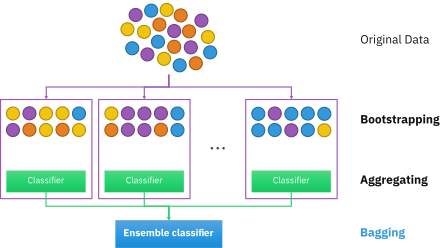 Original Data
Bootstrapping
...
Classifier Classifier Classifier
Aggregating
Ensemble classifier
Bagging